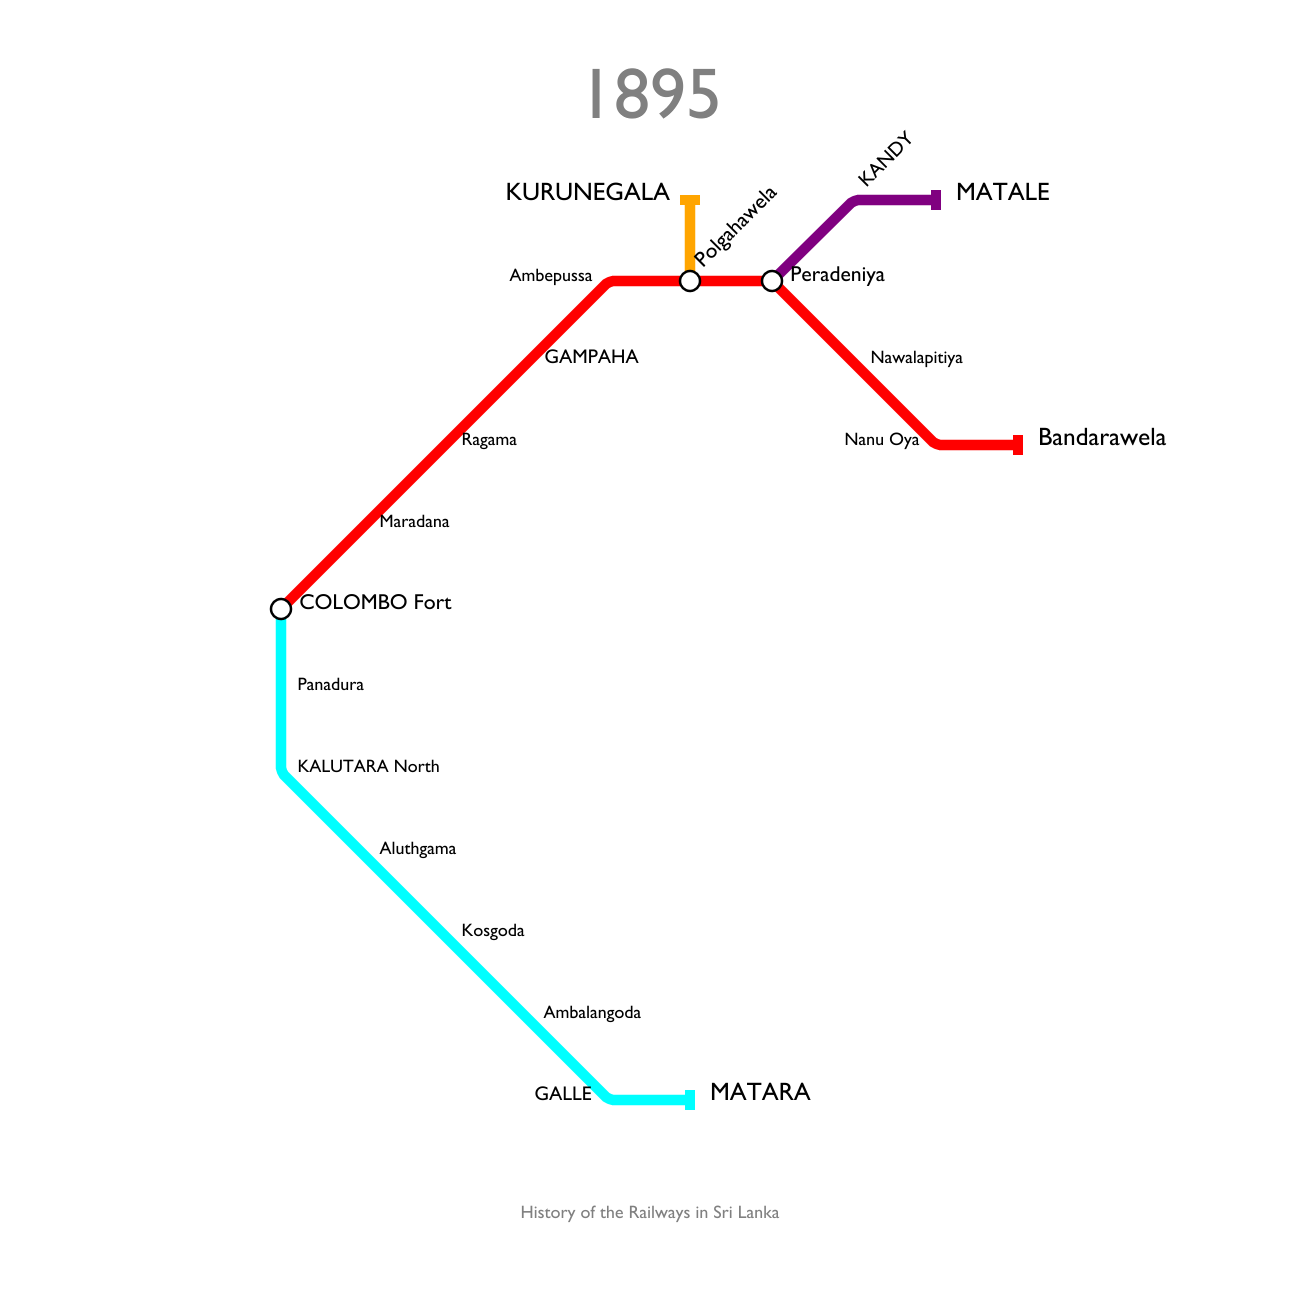 1895
KANDY
KURUNEGALA
MATALE
Polgahawela
Ambepussa
Peradeniya
GAMPAHA
Nawalapitiya
Ragama
Nanu Oya
Bandarawela
Maradana
COLOMBO Fort
Panadura
KALUTARA North
Aluthgama
Kosgoda
Ambalangoda
GALLE
MATARA
History of the Railways in Sri Lanka